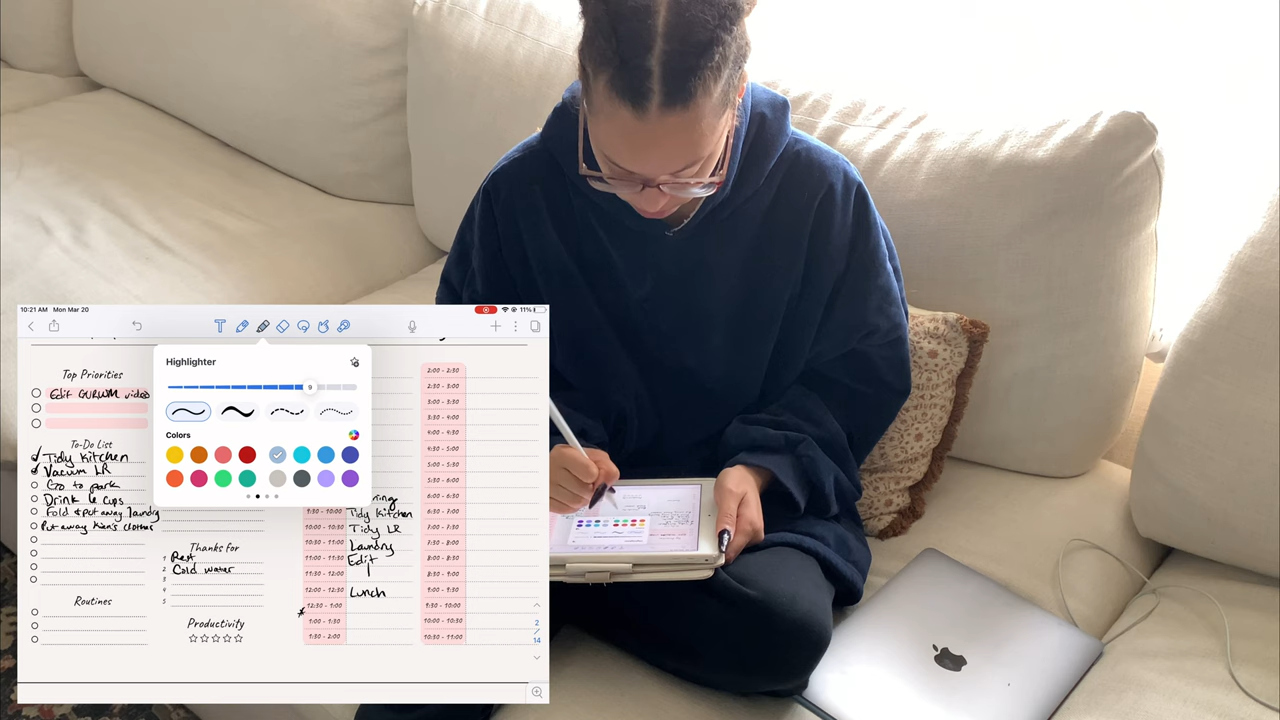 10:21 AM Mon Mar 20
11%
Highlighter
9
Colors
Top Priorities
Edit GURWM video
To-Do List
Tidy Kitchen
Vacum LR
Go to park
Drink 6 cups
Fold & Put away laundry
Put away Ken's clothes
Routines
Thanks for
1 Rest
2 Cold water
3
4
5
Productivity
9:30 - 10:00 Tidy Kitchen
10:00 - 10:30 Tidy LR
10:30 - 11:00 Laundry
11:00 - 11:30 Edit
11:30 - 12:00
12:00 - 12:30 Lunch
12:30 - 1:00
1:00 - 1:30
1:30 - 2:00
2:00 - 2:30
2:30 - 3:00
3:00 - 3:30
3:30 - 4:00
4:00 - 4:30
4:30 - 5:00
5:00 - 5:30
5:30 - 6:00
6:00 - 6:30
6:30 - 7:00
7:00 - 7:30
7:30 - 8:00
8:00 - 8:30
8:30 - 9:00
9:00 - 9:30
9:30 - 10:00
10:00 - 10:30
10:30 - 11:00
2
14